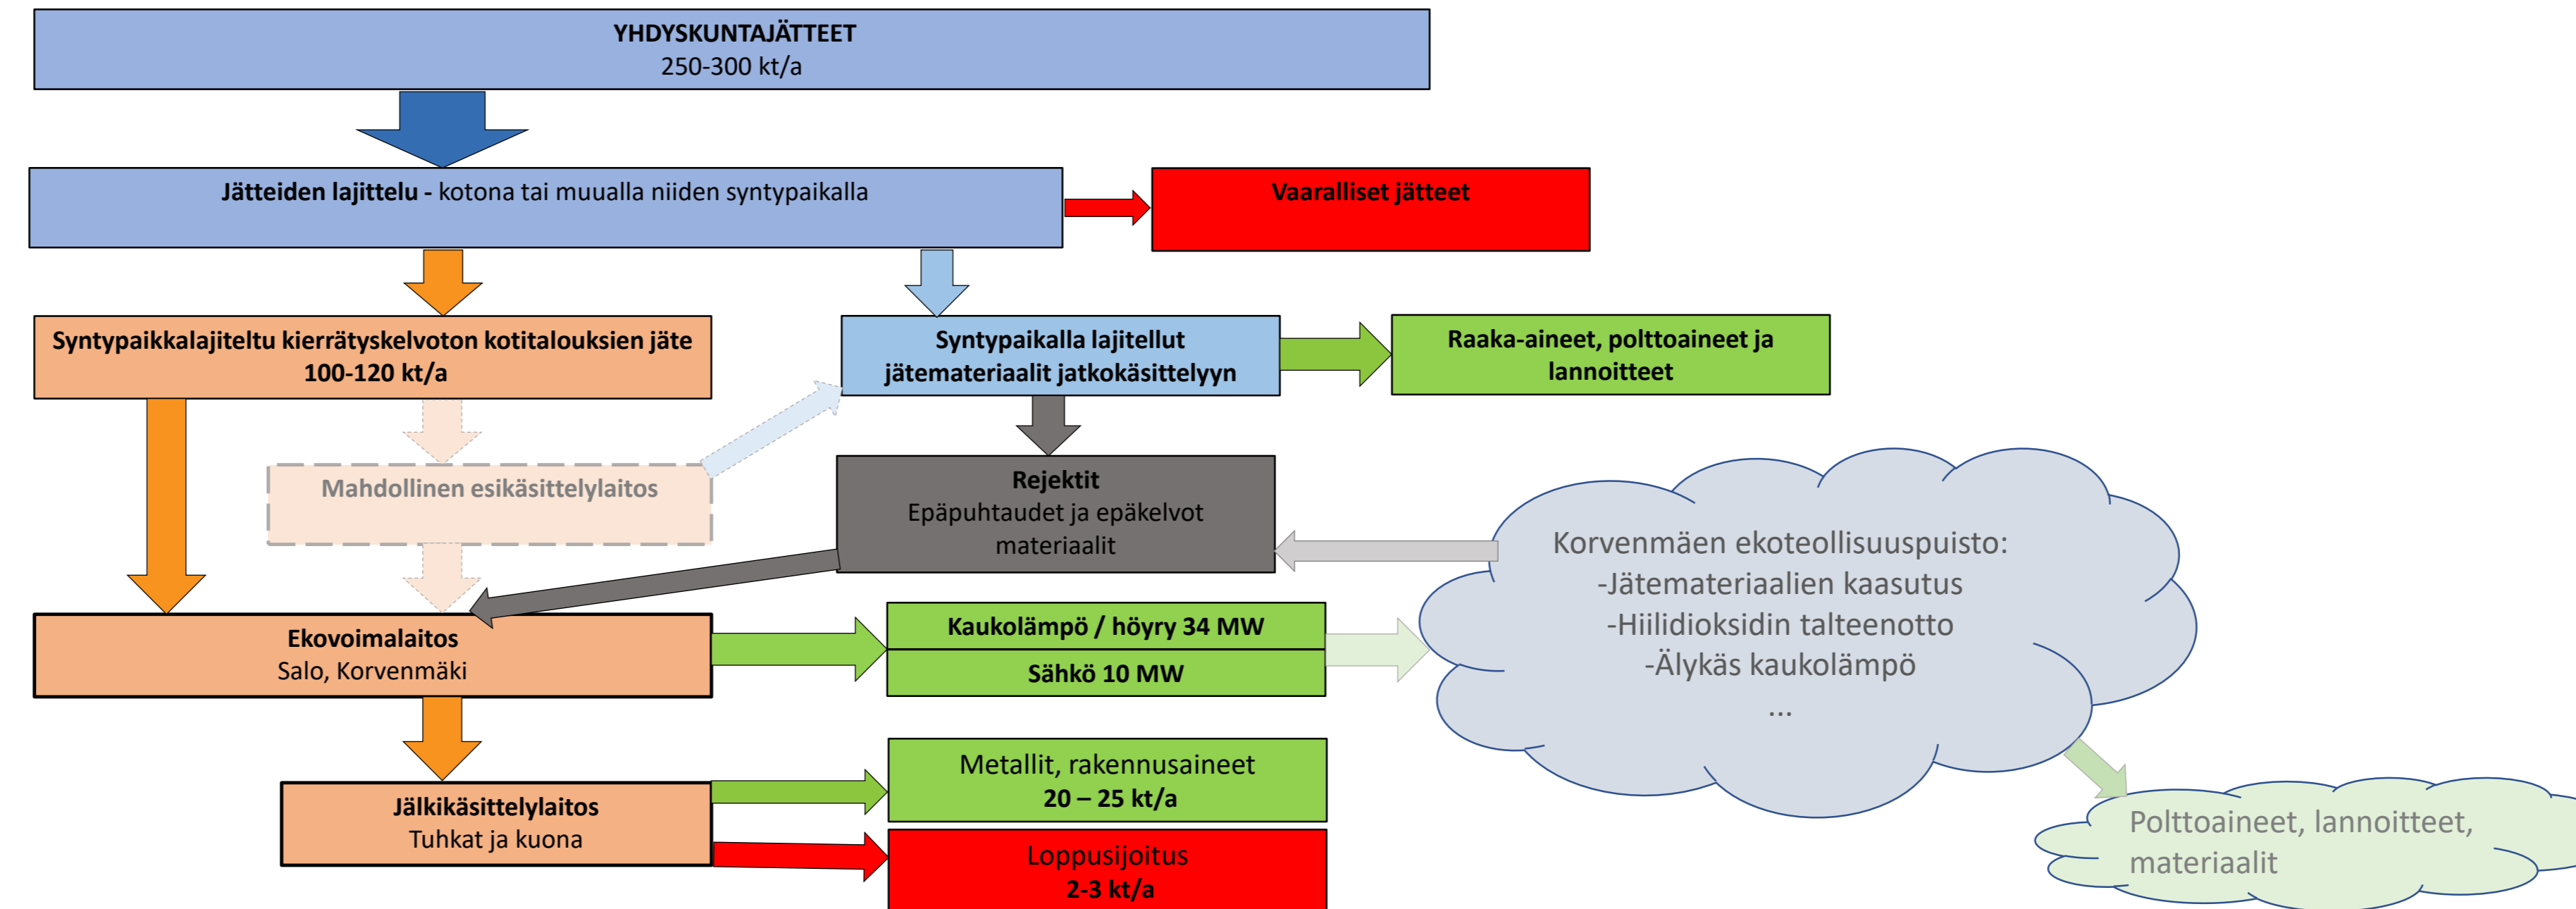 YHDYSKUNTAJÄTTEET
250-300 kt/a
Jätteiden lajittelu - kotona tai muualla niiden syntypaikalla
Vaaralliset jätteet
Syntypaikkalajiteltu kierrätyskelvoton kotitalouksien jäte
100-120 kt/a
Syntypaikalla lajitellut
jätemateriaalit jatkokäsittelyyn
Raaka-aineet, polttoaineet ja
lannoitteet
Mahdollinen esikäsittelylaitos
Rejektit
Epäpuhtaudet ja epäkelvot
materiaalit
Korvenmäen ekoteollisuuspuisto:
-Jätemateriaalien kaasutus
-Hiilidioksidin talteenotto
-Älykäs kaukolämpö
...
Ekovoimalaitos
Salo, Korvenmäki
Kaukolämpö / höyry 34 MW
Sähkö 10 MW
Jälkikäsittelylaitos
Tuhkat ja kuona
Metallit, rakennusaineet
20 – 25 kt/a
Loppusijoitus
2-3 kt/a
Polttoaineet, lannoitteet,
materiaalit